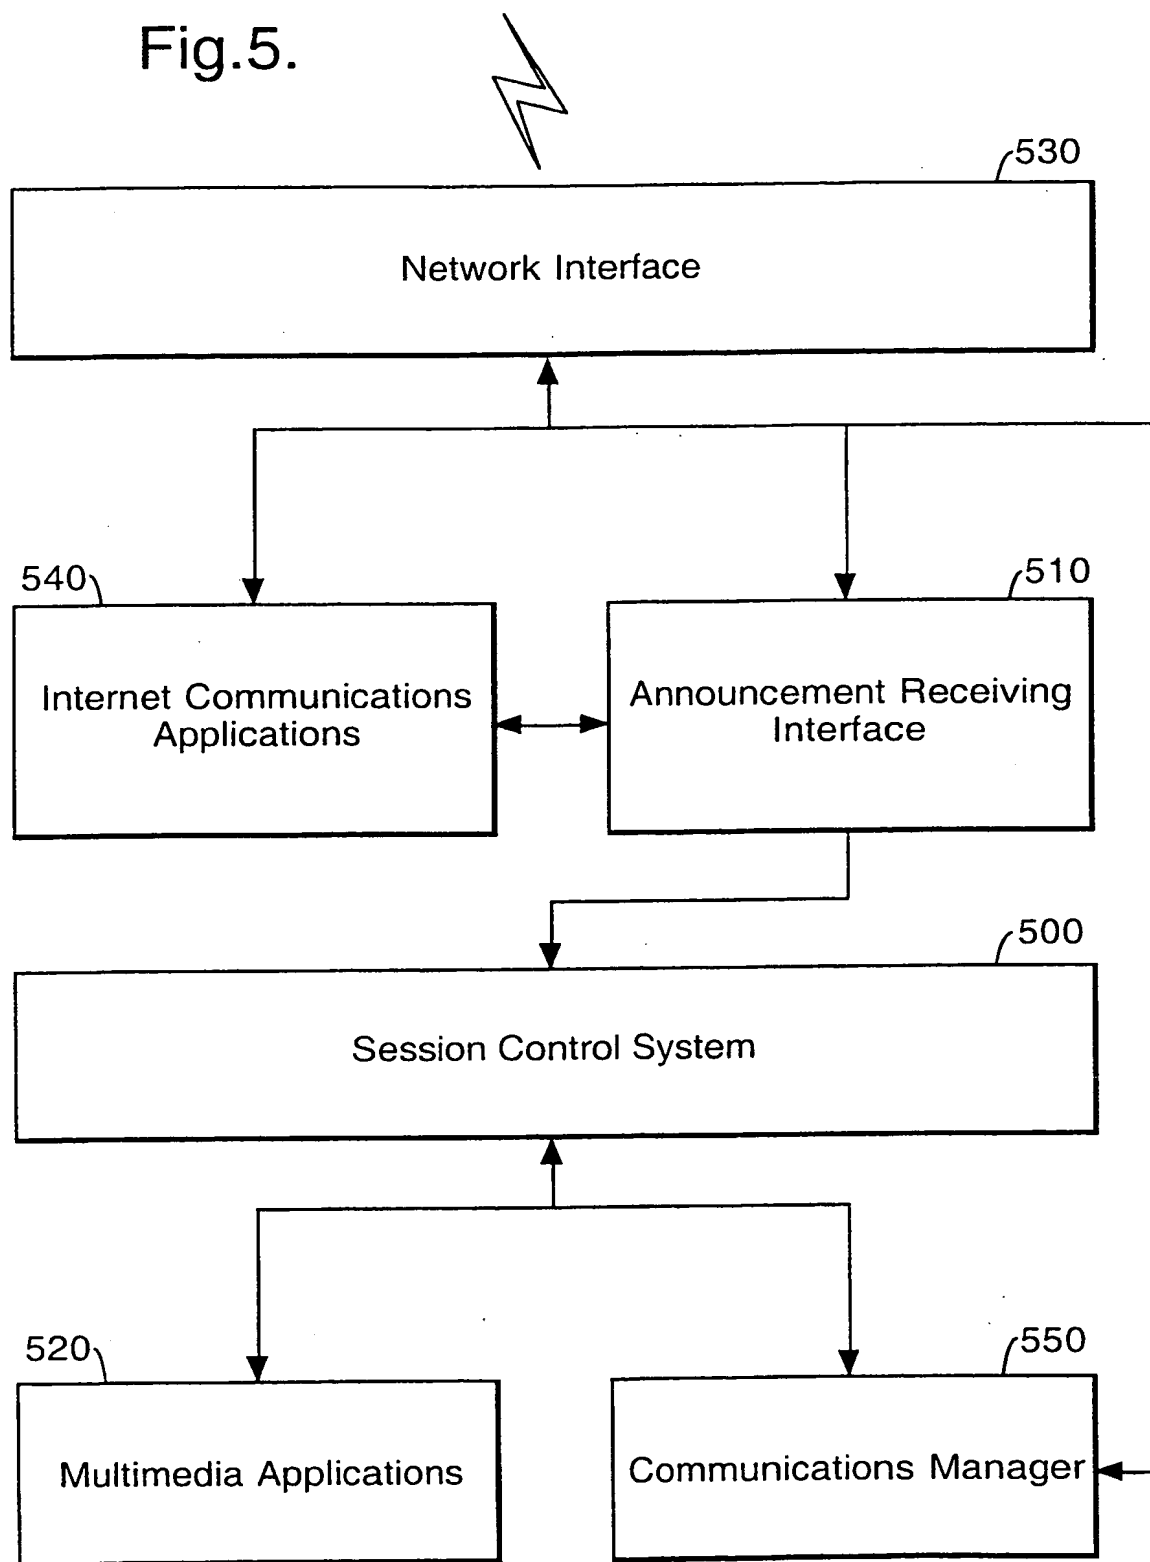 Fig.5.
530
Network Interface
540
510
Internet Communications
Applications
Announcement Receiving
Interface
500
Session Control System
520
550
Multimedia Applications
Communications Manager